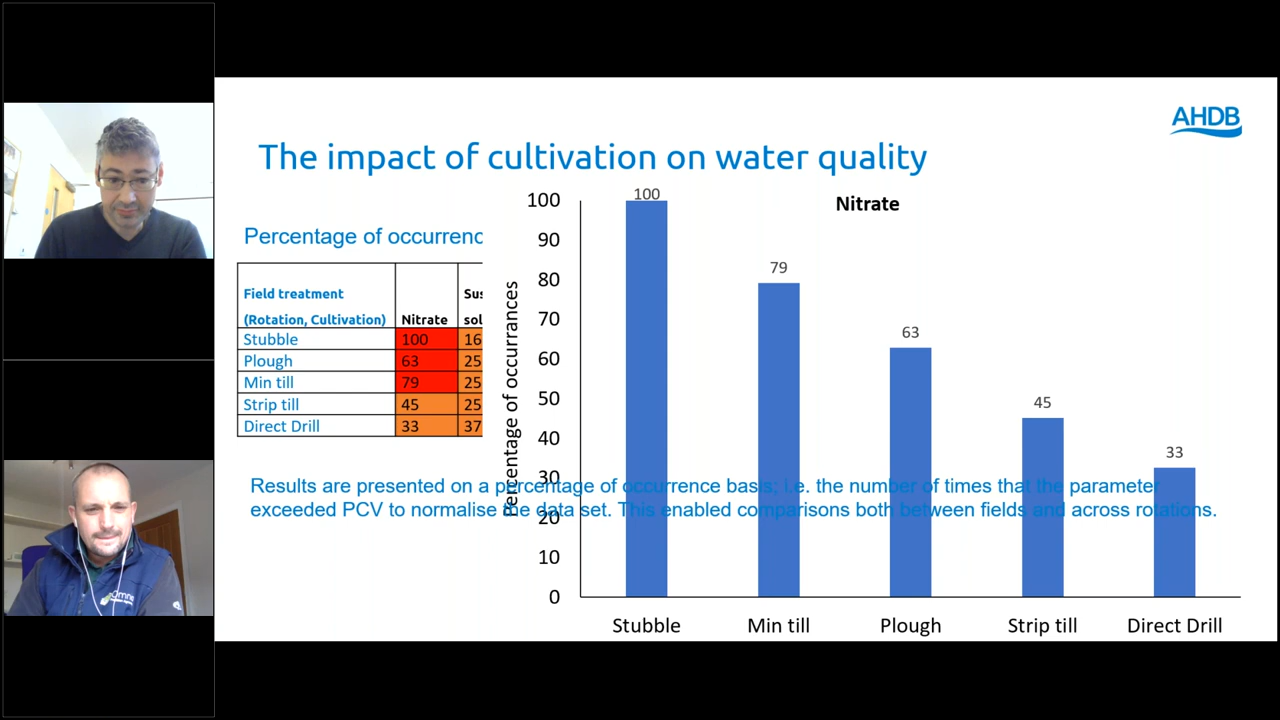 AHDB
The impact of cultivation on water quality
Percentage of occurrenc
Field treatment
(Rotation, Cultivation) Nitrate
Stubble 100 16
Plough 63 25
Min till 79 25
Strip till 45 25
Direct Drill 33 37
Nitrate
Percentage of occurrances
100
90
80
70
60
50
40
30
20
10
0
100
79
63
45
33
Stubble Min till Plough Strip till Direct Drill
Results are presented on a percentage of occurrence basis; i.e. the number of times that the parameter
exceeded PCV to normalise the data set. This enabled comparisons both between fields and across rotations.